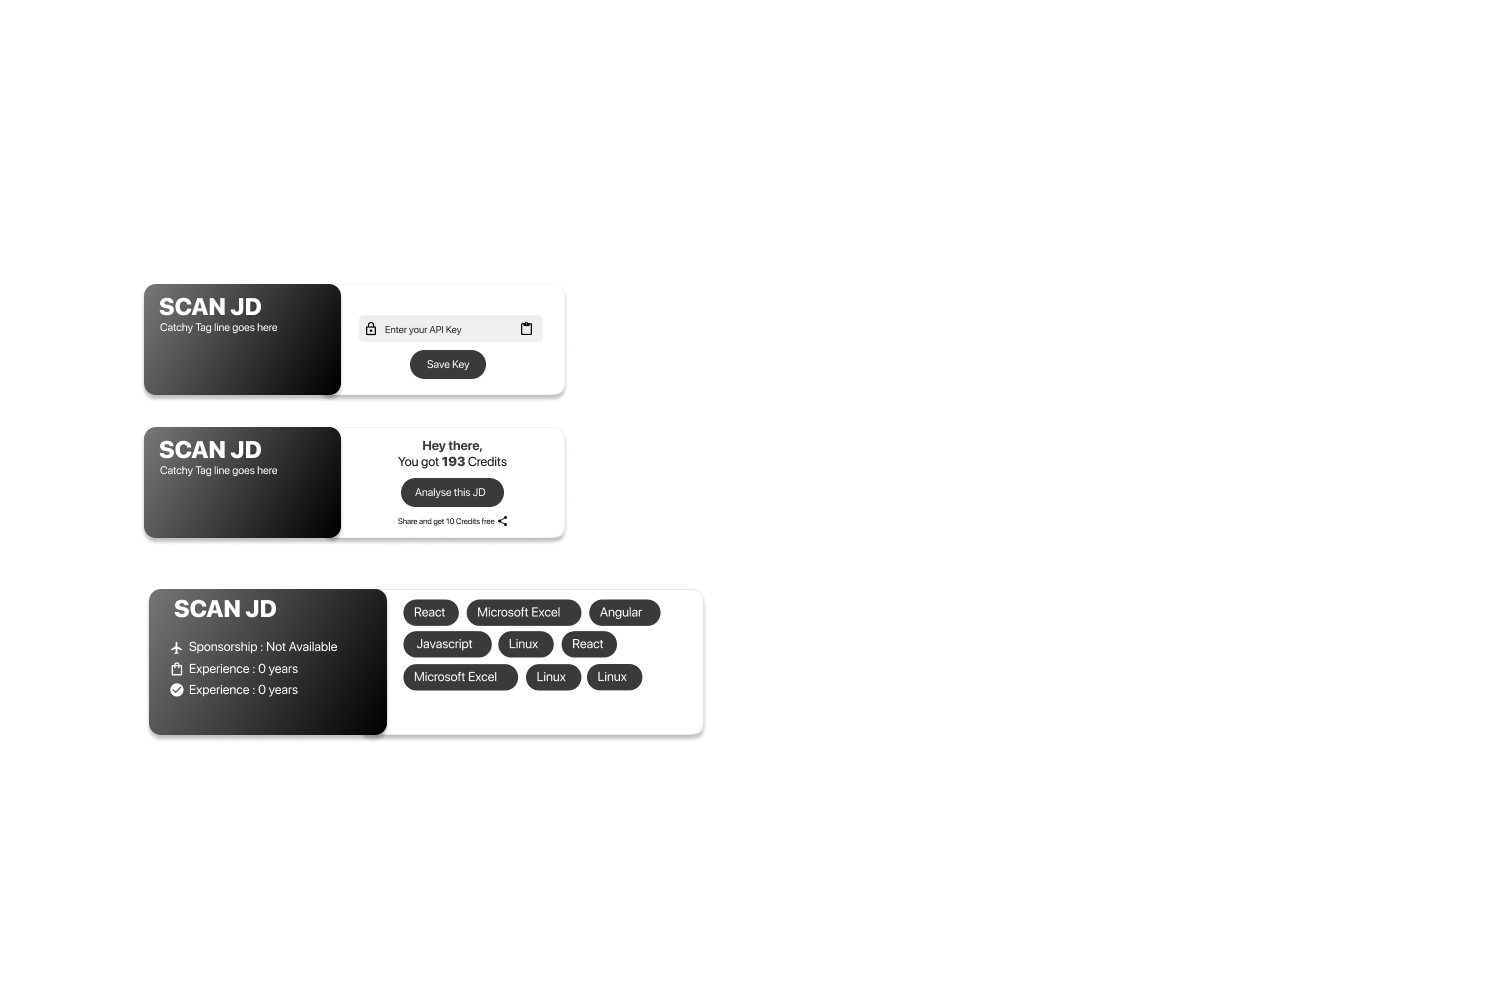 SCAN JD
Catchy Tag line goes here
Enter your API Key
Save Key
SCAN JD
Catchy Tag line goes here
Hey there,
You got 193 Credits
Analyse this JD
Share and get 10 Credits free
SCAN JD
Sponsorship : Not Available
Experience : 0 years
Experience : 0 years
React Microsoft Excel Angular
Javascript Linux React
Microsoft Excel Linux Linux